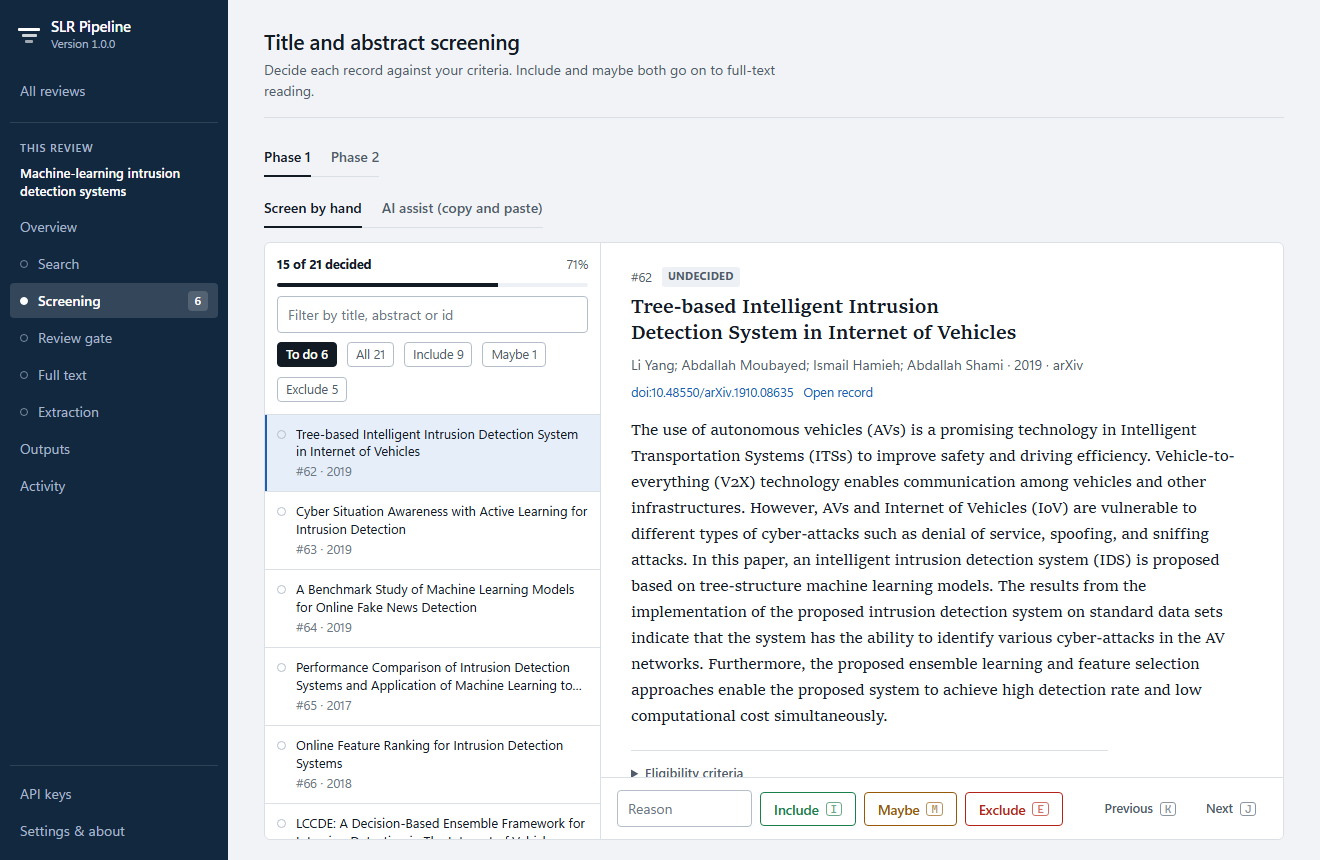 SLR Pipeline
Version 1.0.0
All reviews
THIS REVIEW
Machine-learning intrusion
detection systems
Overview
Search
Screening 6
Review gate
Full text
Extraction
Outputs
Activity
API keys
Settings & about
Title and abstract screening
Decide each record against your criteria. Include and maybe both go on to full-text
reading.
Phase 1 Phase 2
Screen by hand AI assist (copy and paste)
15 of 21 decided 71%
Filter by title, abstract or id
To do 6 All 21 Include 9 Maybe 1
Exclude 5
Tree-based Intelligent Intrusion Detection System
in Internet of Vehicles
#62 · 2019
Cyber Situation Awareness with Active Learning for
Intrusion Detection
#63 · 2019
A Benchmark Study of Machine Learning Models
for Online Fake News Detection
#64 · 2019
Performance Comparison of Intrusion Detection
Systems and Application of Machine Learning to...
#65 · 2017
Online Feature Ranking for Intrusion Detection
Systems
#66 · 2018
LCCDE: A Decision-Based Ensemble Framework for
#62 UNDECIDED
Tree-based Intelligent Intrusion
Detection System in Internet of Vehicles
Li Yang; Abdallah Moubayed; Ismail Hamieh; Abdallah Shami · 2019 · arXiv
doi:10.48550/arXiv.1910.08635 Open record
The use of autonomous vehicles (AVs) is a promising technology in Intelligent
Transportation Systems (ITSs) to improve safety and driving efficiency. Vehicle-to-
everything (V2X) technology enables communication among vehicles and other
infrastructures. However, AVs and Internet of Vehicles (IoV) are vulnerable to
different types of cyber-attacks such as denial of service, spoofing, and sniffing
attacks. In this paper, an intelligent intrusion detection system (IDS) is proposed
based on tree-structure machine learning models. The results from the
implementation of the proposed intrusion detection system on standard data sets
indicate that the system has the ability to identify various cyber-attacks in the AV
networks. Furthermore, the proposed ensemble learning and feature selection
approaches enable the proposed system to achieve high detection rate and low
computational cost simultaneously.
Eligibility criteria
Reason Include I Maybe M Exclude E Previous K Next J